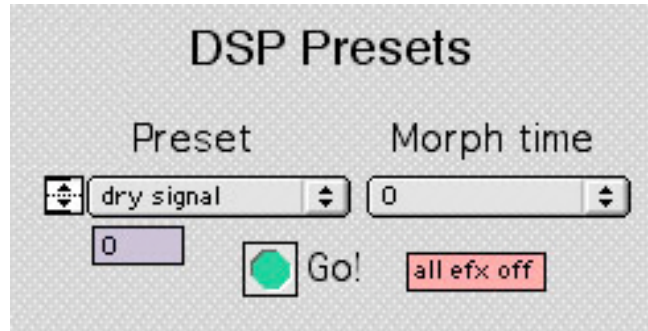 DSP Presets
Preset Morph time
dry signal 0
0
Go! all efx off